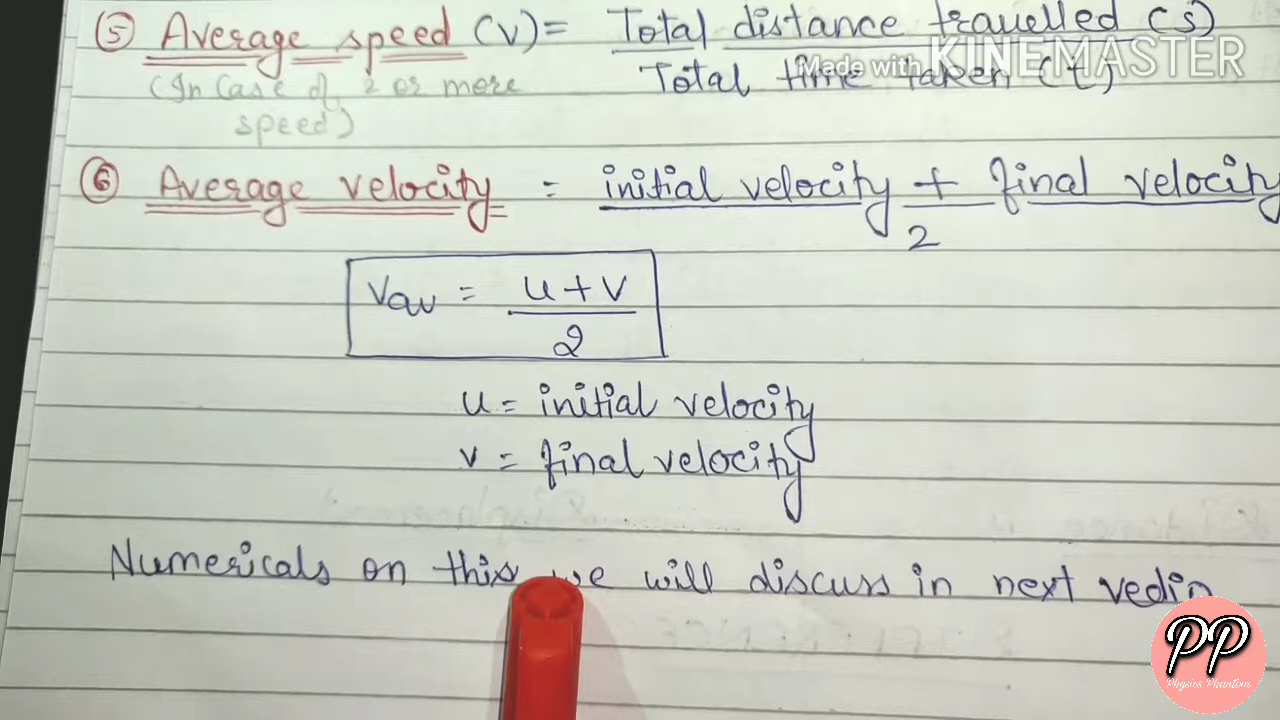 ⑤ Average speed (v) = Total distance travelled (s)
Total time taken (t)
(In Case of 2 or more
speed)
Made with KINEMASTER
⑥ Average velocity = initial velocity + final velocity
2
Vav = u + v
2
u = initial velocity
v = final velocity
Numericals on this we will discuss in next vedio
PP
Physics Phantom